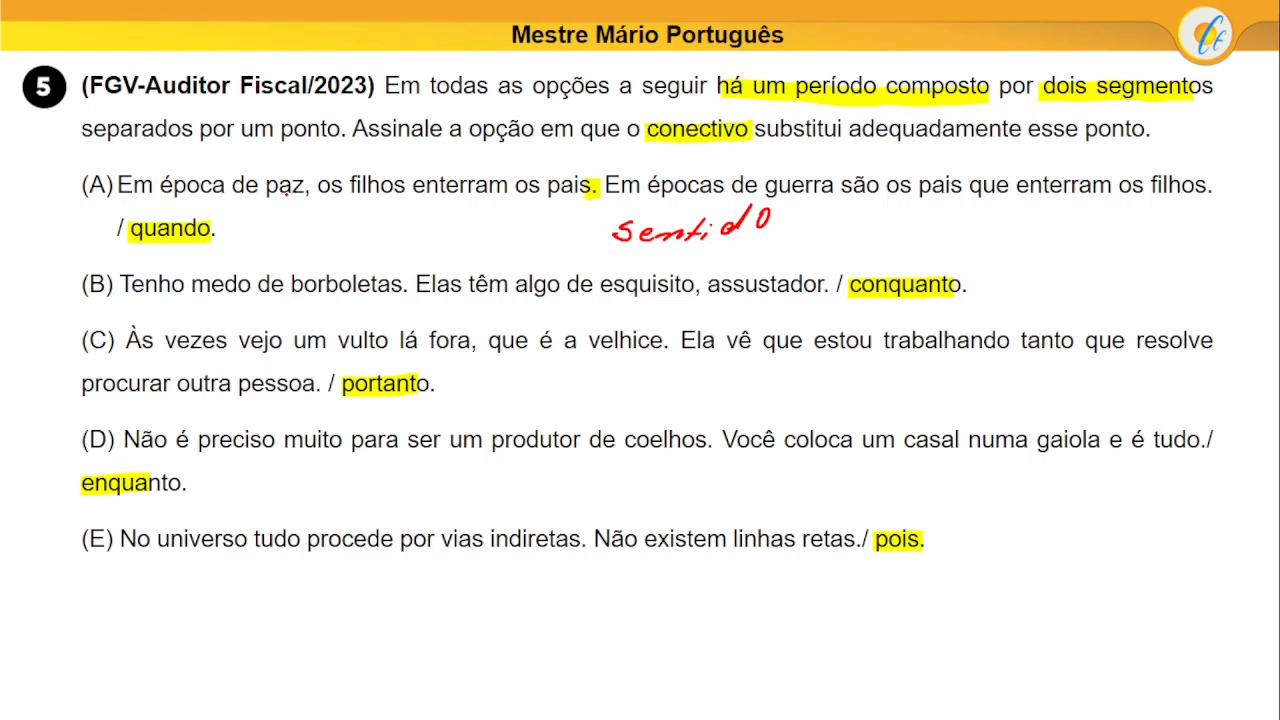 Mestre Mário Português
5 (FGV-Auditor Fiscal/2023) Em todas as opções a seguir há um período composto por dois segmentos
separados por um ponto. Assinale a opção em que o conectivo substitui adequadamente esse ponto.
(A) Em época de paz, os filhos enterram os pais. Em épocas de guerra são os pais que enterram os filhos.
/ quando.
sentido
(B) Tenho medo de borboletas. Elas têm algo de esquisito, assustador. / conquanto.
(C) Às vezes vejo um vulto lá fora, que é a velhice. Ela vê que estou trabalhando tanto que resolve
procurar outra pessoa. / portanto.
(D) Não é preciso muito para ser um produtor de coelhos. Você coloca um casal numa gaiola e é tudo./
enquanto.
(E) No universo tudo procede por vias indiretas. Não existem linhas retas./ pois.